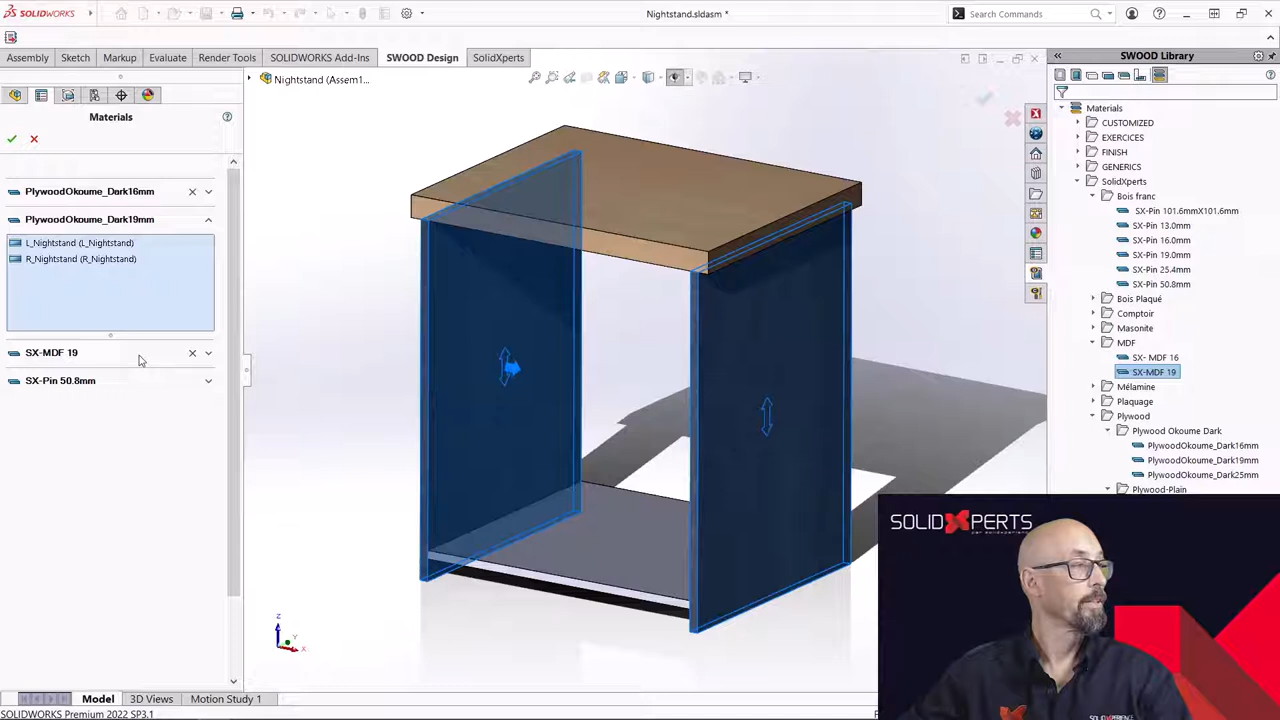 SOLIDWORKS
Nightstand.sldasm *
Search Commands
Assembly
Sketch
Markup
Evaluate
Render Tools
SOLIDWORKS Add-Ins
SWOOD Design
SolidXperts
Nightstand (Assem1...
Materials
PlywoodOkoume_Dark16mm
PlywoodOkoume_Dark19mm
L_Nightstand (L_Nightstand)
R_Nightstand (R_Nightstand)
SX-MDF 19
SX-Pin 50.8mm
Z
Y
X
SWOOD Library
Materials
CUSTOMIZED
EXERCICES
FINISH
GENERICS
SolidXperts
Bois franc
SX-Pin 101.6mmX101.6mm
SX-Pin 13.0mm
SX-Pin 16.0mm
SX-Pin 19.0mm
SX-Pin 25.4mm
SX-Pin 50.8mm
Bois Plaqué
Comptoir
Masonite
MDF
SX- MDF 16
SX-MDF 19
Mélamine
Plaquage
Plywood
Plywood Okoume Dark
PlywoodOkoume_Dark16mm
PlywoodOkoume_Dark19mm
PlywoodOkoume_Dark25mm
Plywood-Plain
SOLIDXPERTS
par solidxperience
Model
3D Views
Motion Study 1
SOLIDWORKS Premium 2022 SP3.1